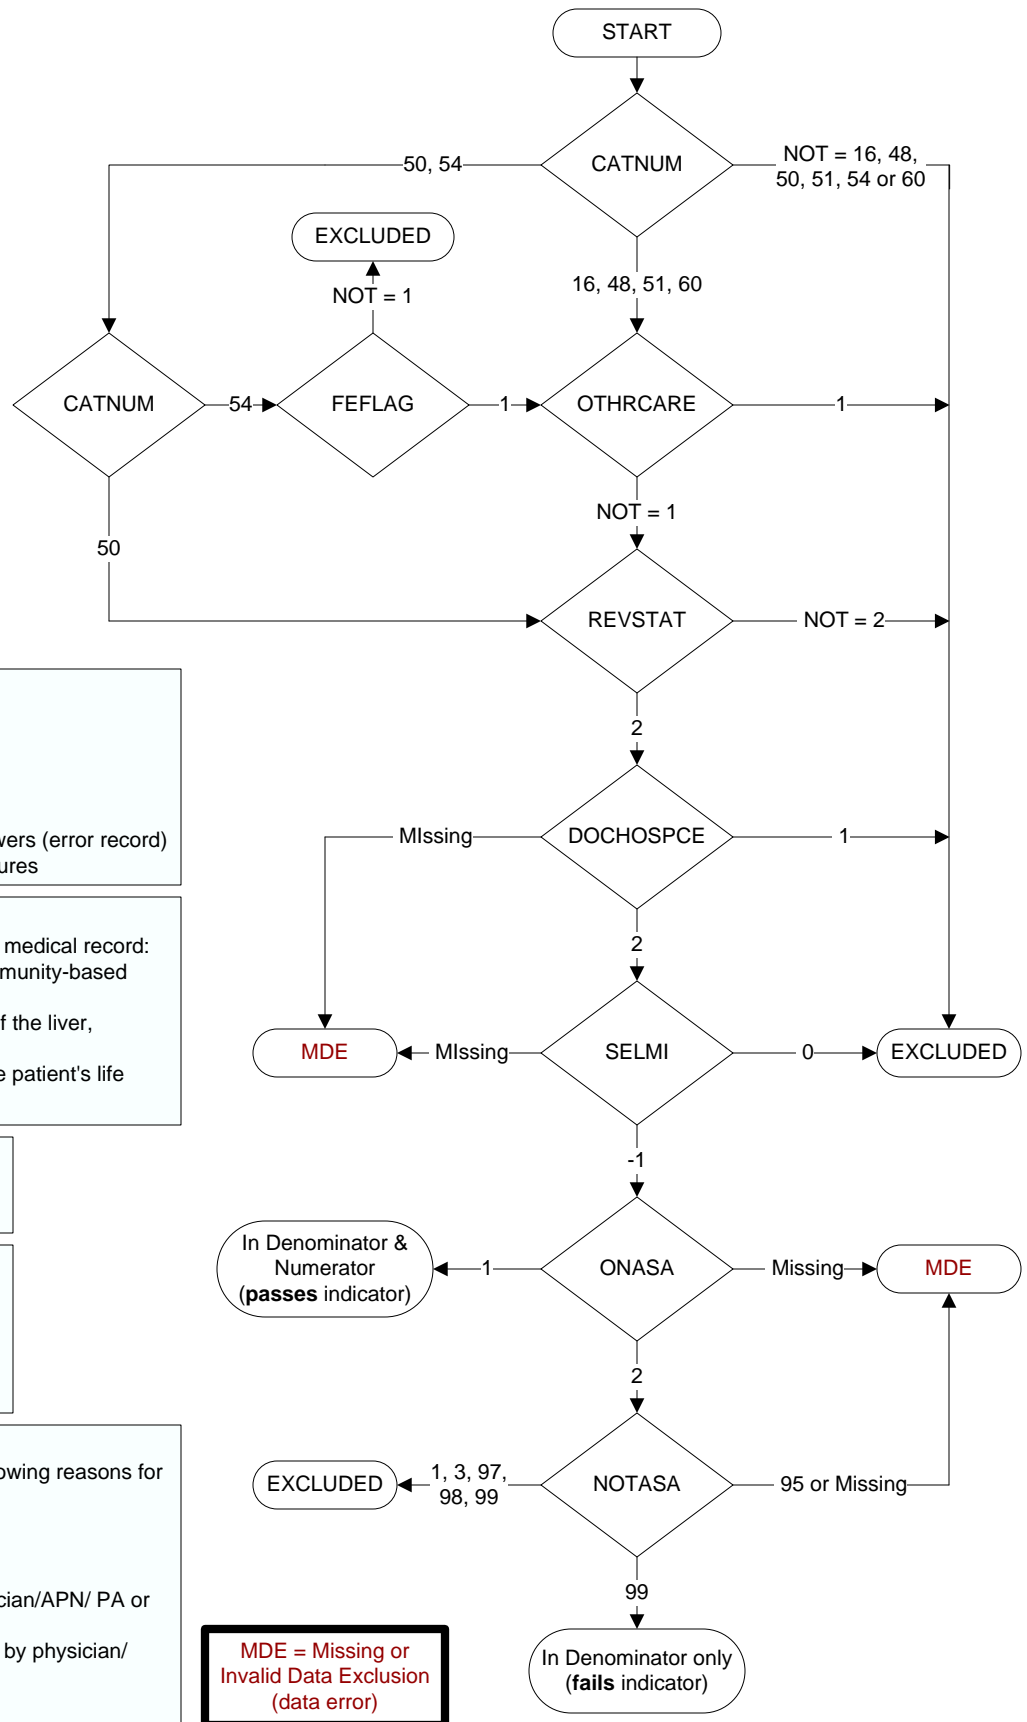 START
CATNUM
50, 54
NOT = 16, 48,
50, 51, 54 or 60
EXCLUDED
NOT = 1
16, 48, 51, 60
CATNUM
54
FEFLAG
1
OTHRCARE
1
NOT = 1
50
REVSTAT
NOT = 2
2
wers (error record)
ures
MIssing
DOCHOSPCE
1
2
medical record:
munity-based
f the liver,
e patient's life
MDE
MIssing
SELMI
0
EXCLUDED
-1
In Denominator &
Numerator
(passes indicator)
1
ONASA
Missing
MDE
2
owing reasons for
EXCLUDED
1, 3, 97,
98, 99
NOTASA
95 or Missing
cian/APN/ PA or
by physician/
99
MDE = Missing or
Invalid Data Exclusion
(data error)
In Denominator only
(fails indicator)